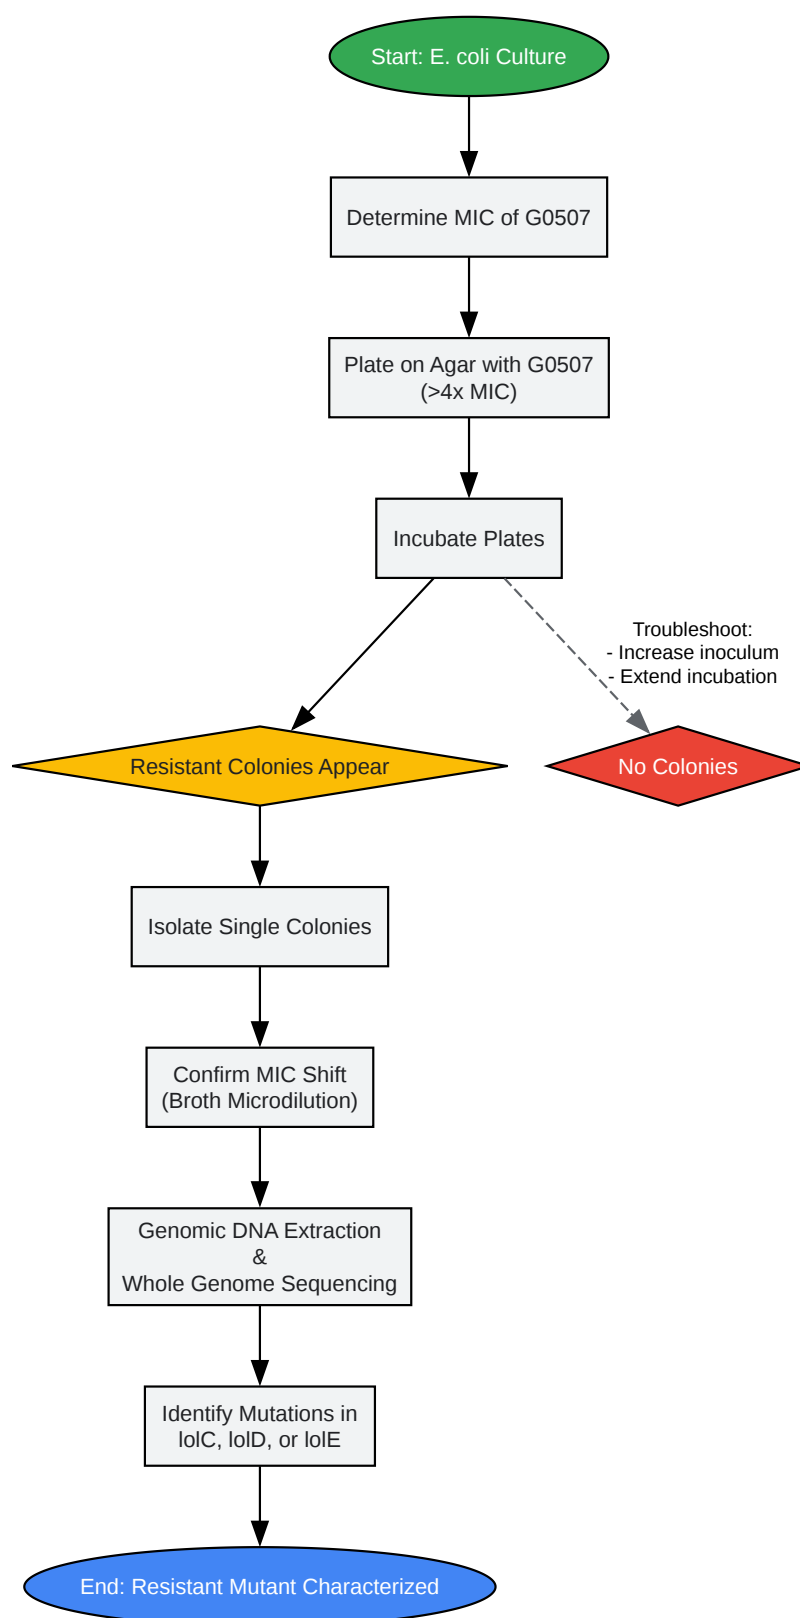 Start: E. coli Culture
Determine MIC of G0507
Plate on Agar with G0507
(>4x MIC)
Incubate Plates
Troubleshoot:
- Increase inoculum
- Extend incubation
Resistant Colonies Appear
No Colonies
Isolate Single Colonies
Confirm MIC Shift
(Broth Microdilution)
Genomic DNA Extraction
&
Whole Genome Sequencing
Identify Mutations in
lolC, lolD, or lolE
End: Resistant Mutant Characterized